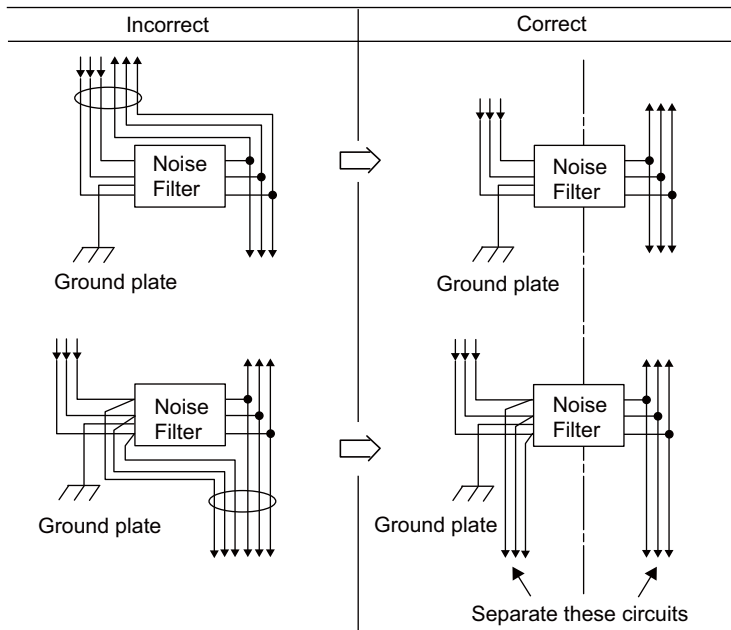 Incorrect
Correct
Noise
Filter
Ground plate
Noise
Filter
Ground plate
Noise
Filter
Ground plate
Noise
Filter
Ground plate
Separate these circuits